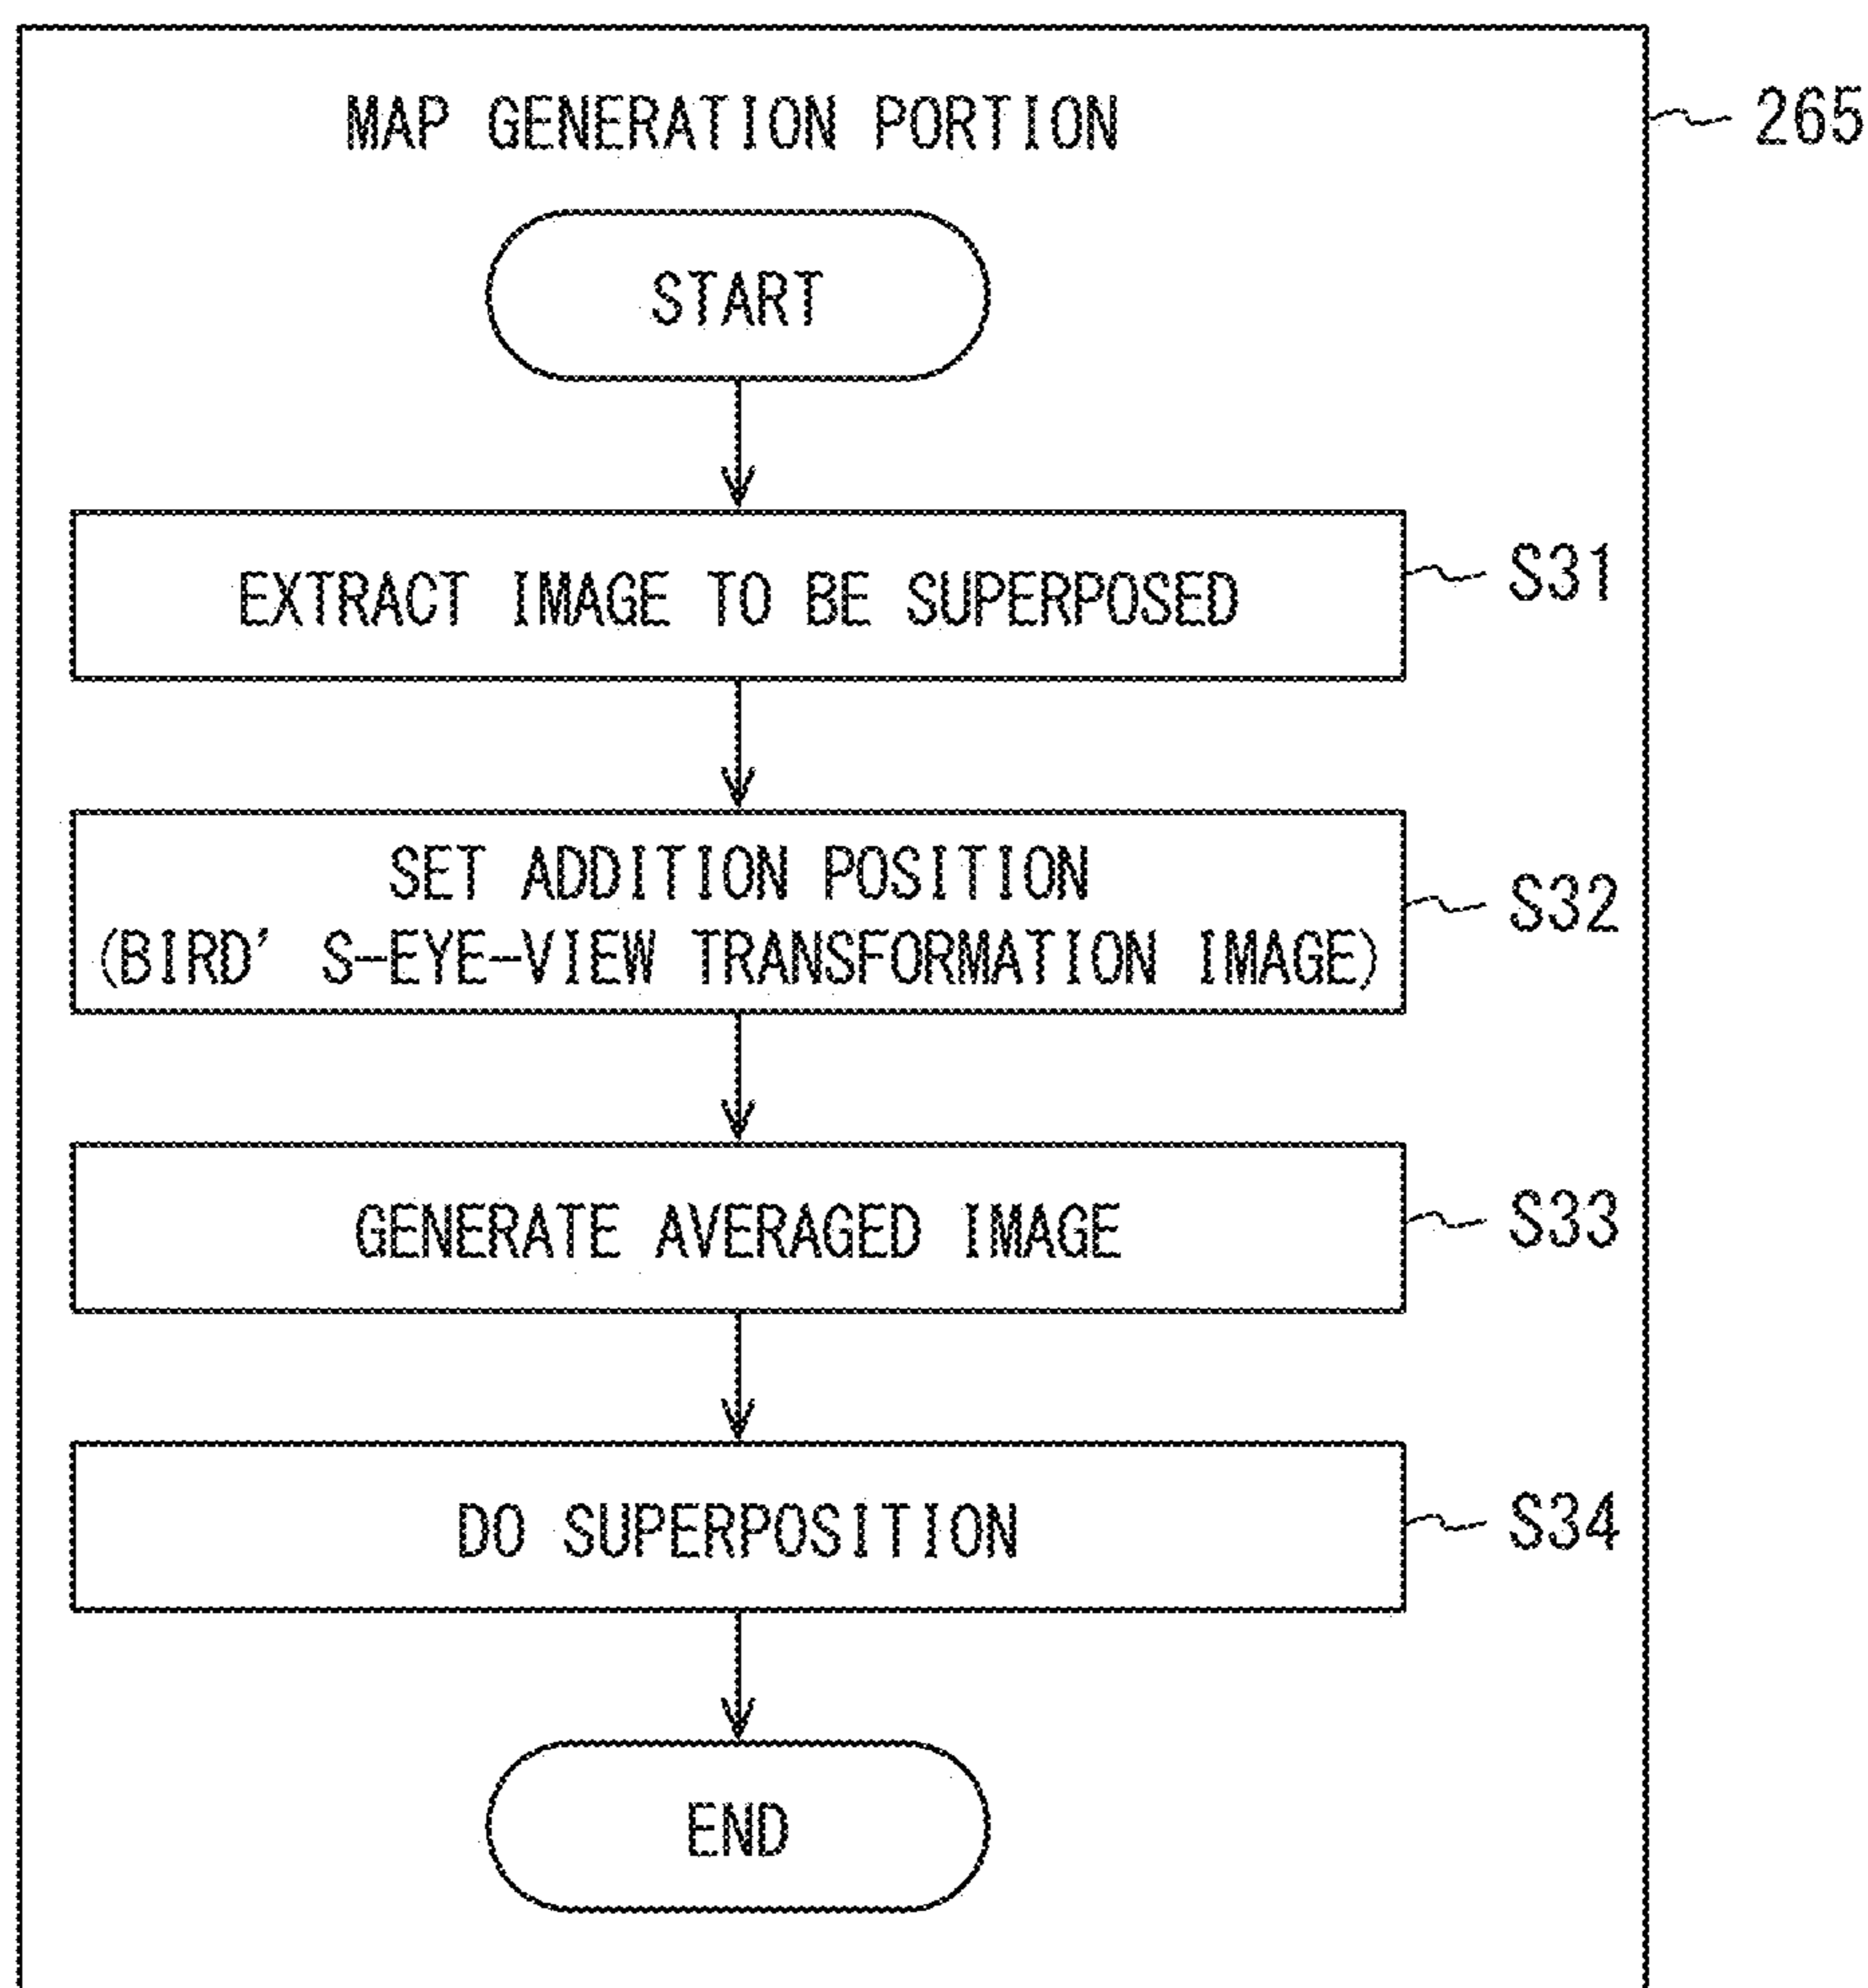 MAP GENERATION PORTION
265
START
EXTRACT IMAGE TO BE SUPERPOSED
S31
SET ADDITION POSITION
(BIRD' S-EYE-VIEW TRANSFORMATION IMAGE)
S32
GENERATE AVERAGED IMAGE
S33
DO SUPERPOSITION
S34
END